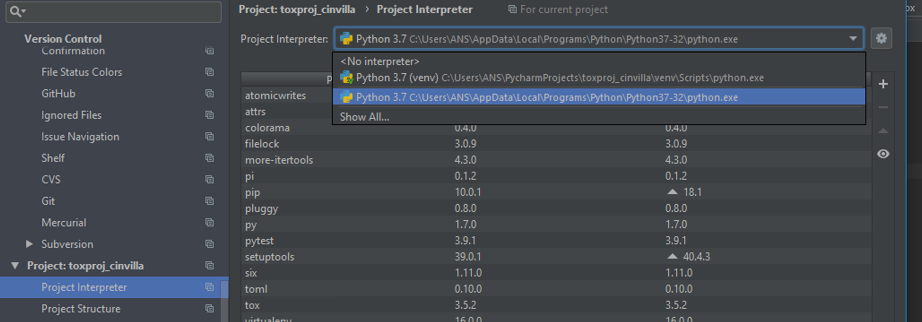 Project: toxproj_cinvilla › Project Interpreter For current project
Version Control
Confirmation
File Status Colors
GitHub
Ignored Files
Issue Navigation
Shelf
CVS
Git
Mercurial
Subversion
Project: toxproj_cinvilla
Project Interpreter
Project Structure
Project Interpreter: Python 3.7 C:\Users\ANS\AppData\Local\Programs\Python\Python37-32\python.exe
<No interpreter>
Python 3.7 (venv) C:\Users\ANS\PycharmProjects\toxproj_cinvilla\venv\Scripts\python.exe
Python 3.7 C:\Users\ANS\AppData\Local\Programs\Python\Python37-32\python.exe
Show All...
atomicwrites
attrs
colorama 0.4.0 0.4.0
filelock 3.0.9 3.0.9
more-itertools 4.3.0 4.3.0
pi 0.1.2 0.1.2
pip 10.0.1 18.1
pluggy 0.8.0 0.8.0
py 1.7.0 1.7.0
pytest 3.9.1 3.9.1
setuptools 39.0.1 40.4.3
six 1.11.0 1.11.0
toml 0.10.0 0.10.0
tox 3.5.2 3.5.2
virtualenv 16.0.0 16.0.0